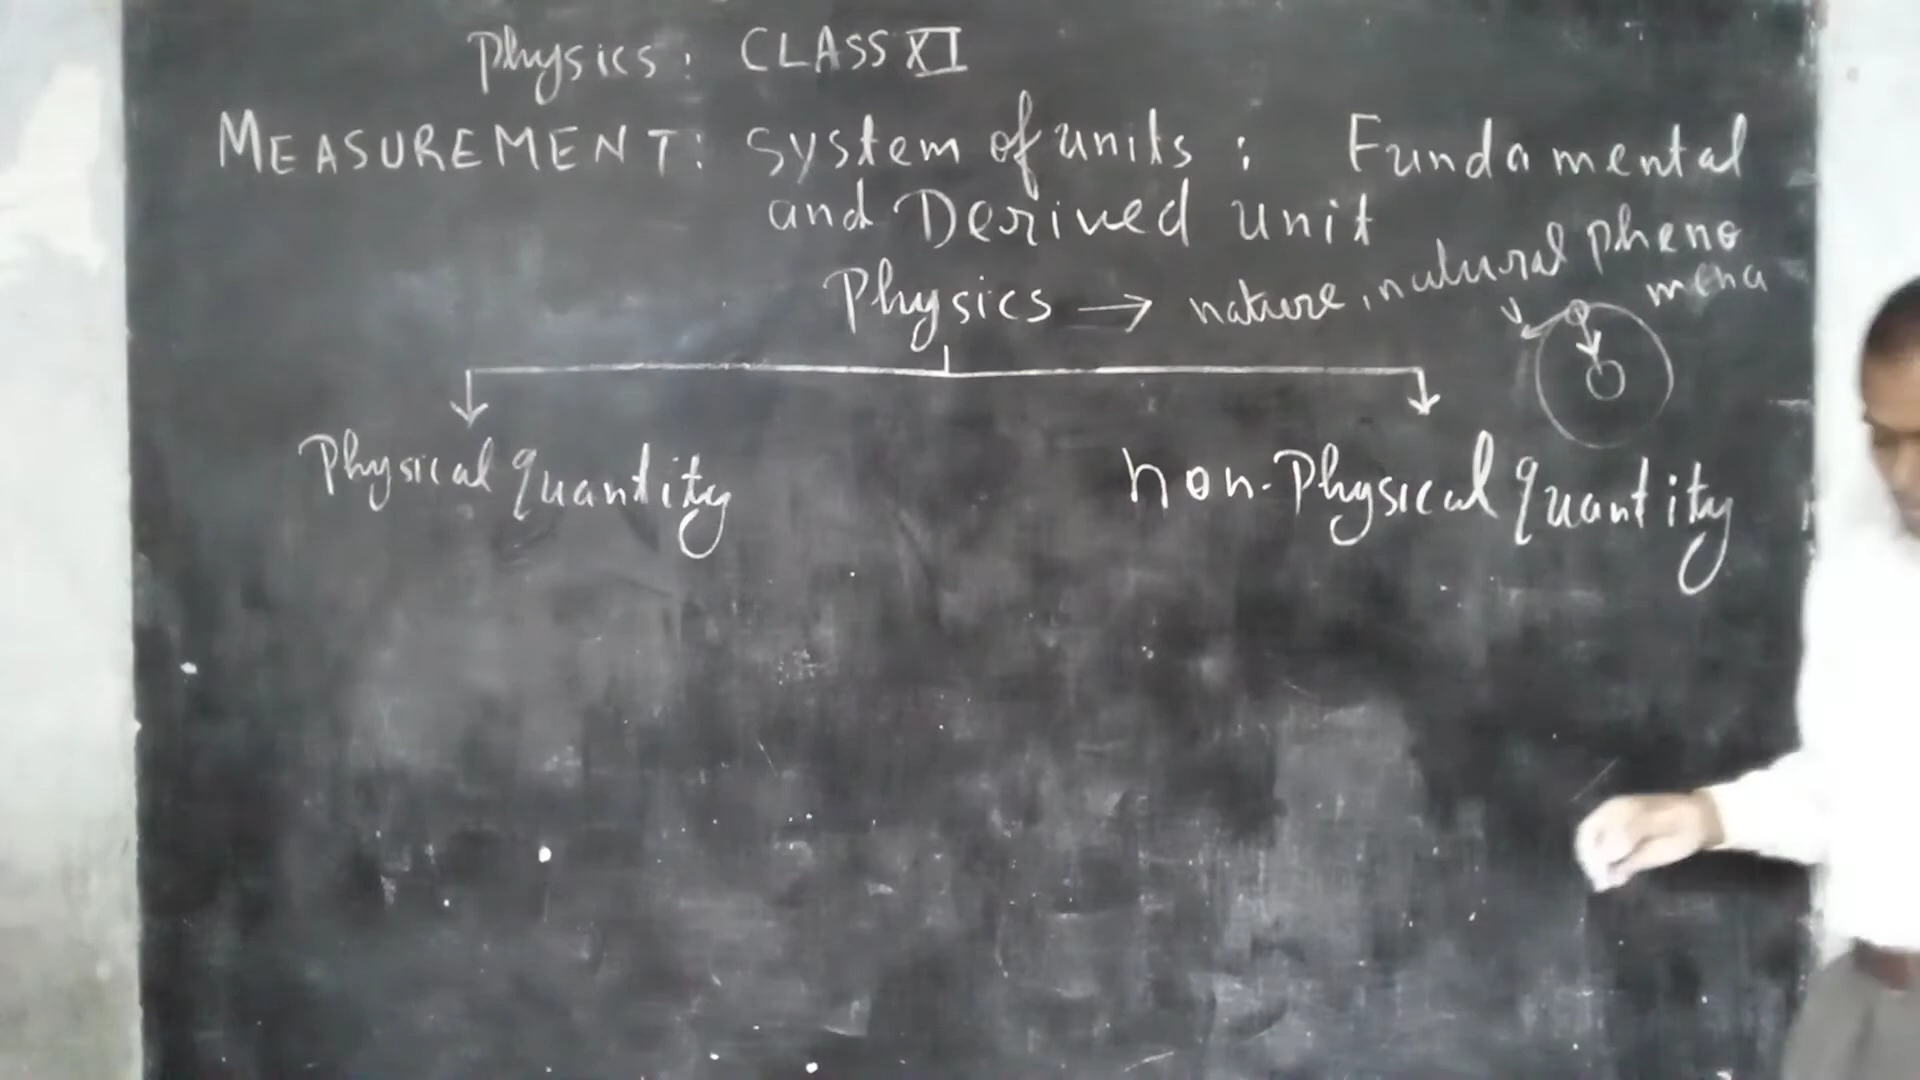 Physics: CLASS XI
MEASUREMENT: System of units : Fundamental
and Derived unit
Physics → nature, natural pheno
mena
v
Physical quantity non-Physical quantity